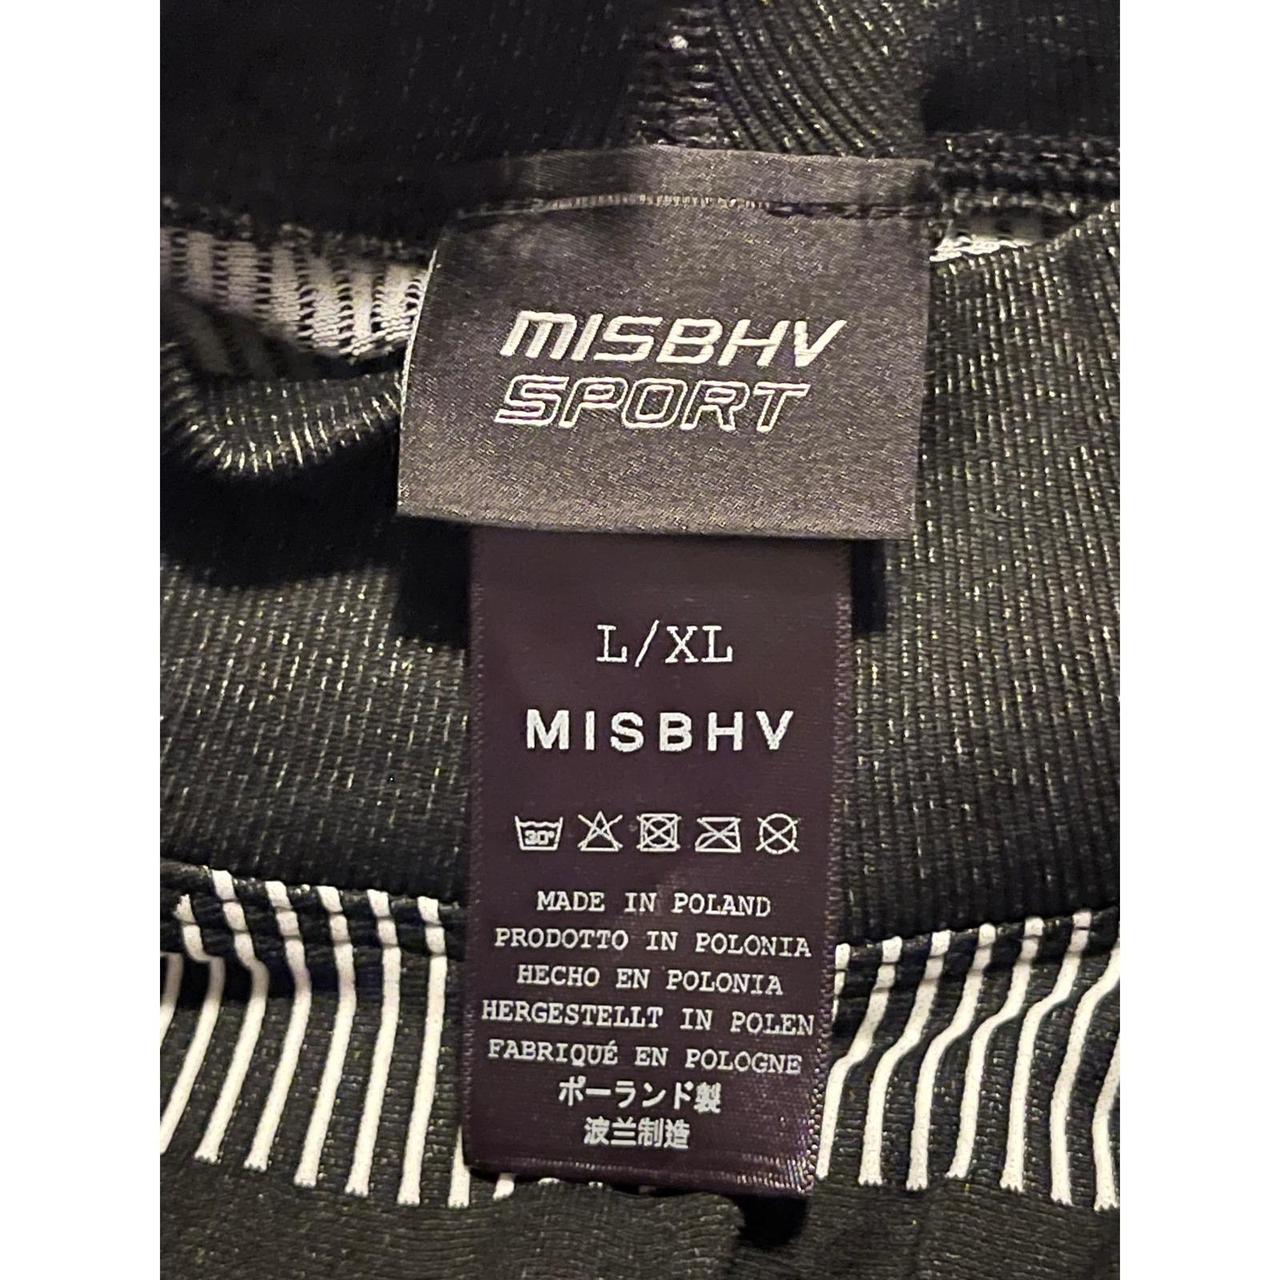 MISBHV
SPORT
L/XL
MISBHV
30°
MADE IN POLAND
PRODOTTO IN POLONIA
HECHO EN POLONIA
HERGESTELLT IN POLEN
FABRIQUÉ EN POLOGNE
ポーランド製
波兰制造